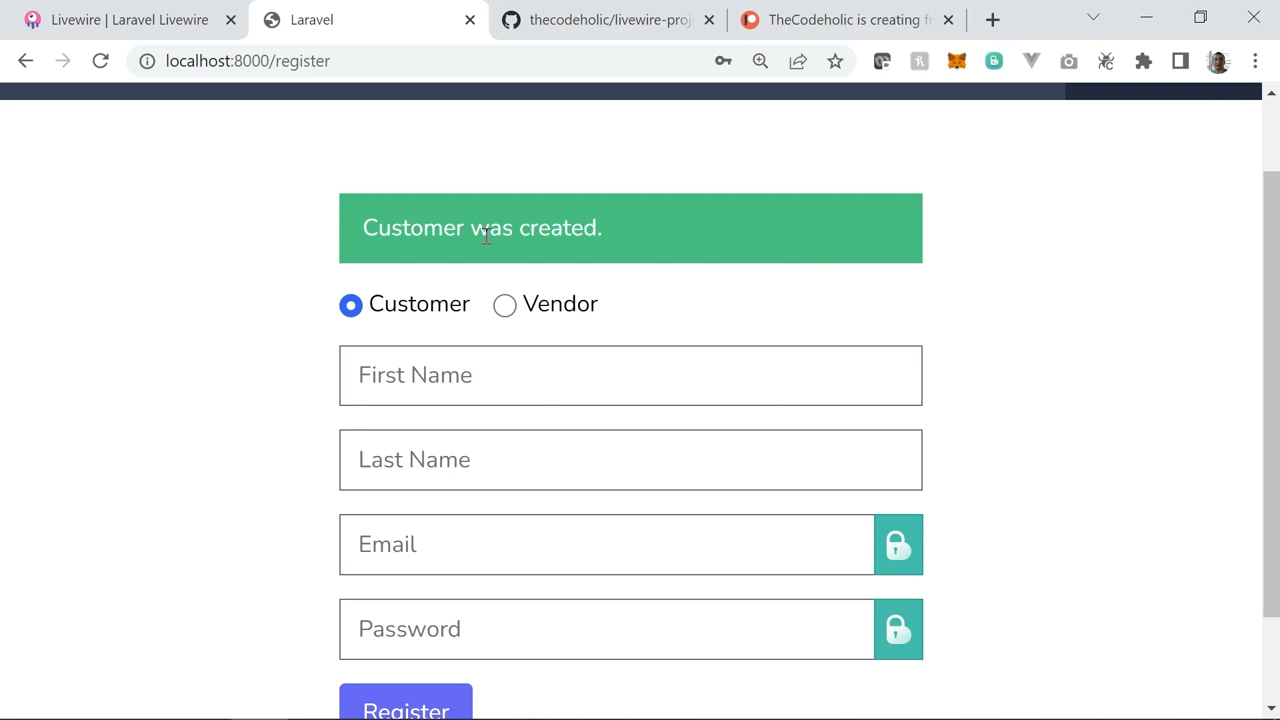 Livewire | Laravel Livewire
Laravel
thecodeholic/livewire-proj
TheCodeholic is creating fr
localhost:8000/register
Customer was created.
Customer
Vendor
First Name
Last Name
Email
Password
Register